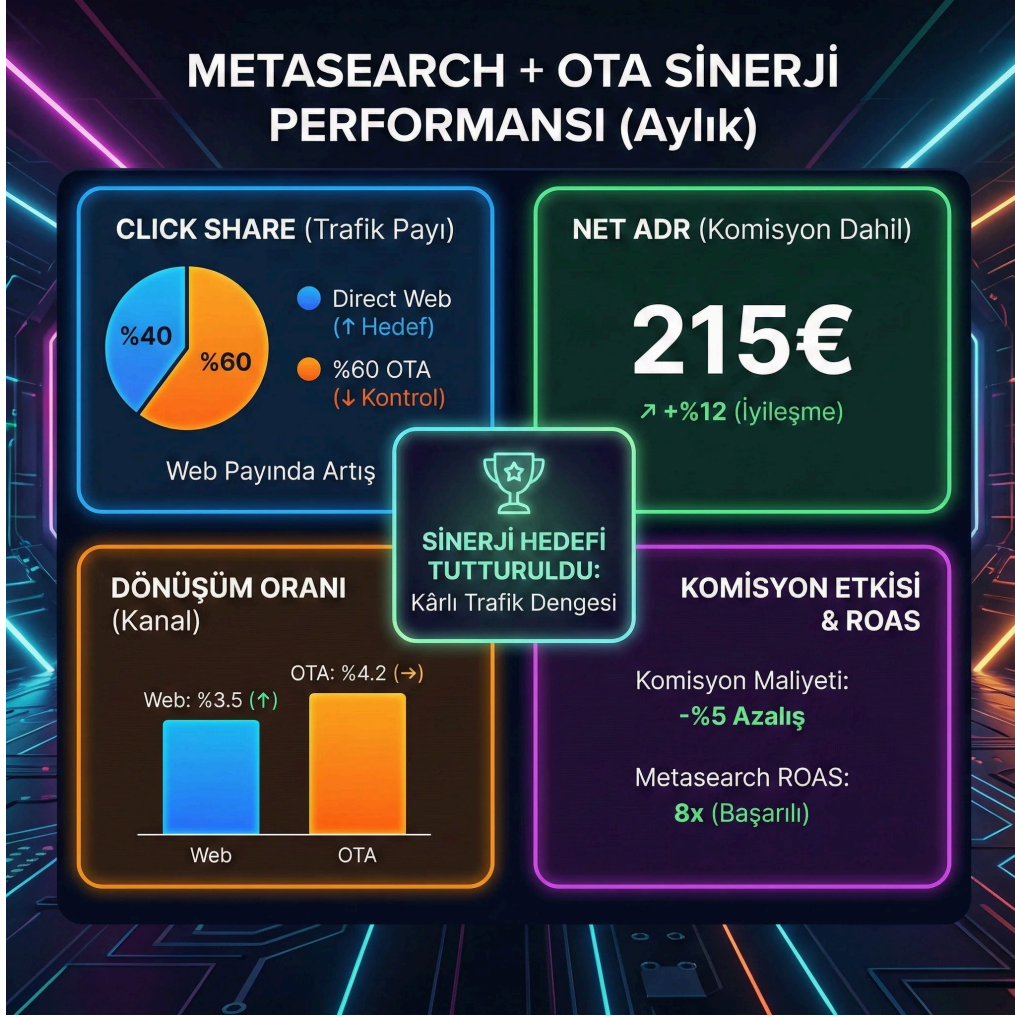 METASEARCH + OTA SİNERJİ
PERFORMANSI (Aylık)
CLICK SHARE (Trafik Payı)
%40
%60
Direct Web
(↑ Hedef)
%60 OTA
(↓ Kontrol)
Web Payında Artış
NET ADR (Komisyon Dahil)
215€
↗ +%12 (İyileşme)
SİNERJİ HEDEFİ
TUTTURULDU:
Kârlı Trafik Dengesi
DÖNÜŞÜM ORANI
(Kanal)
Web: %3.5 (↑)
OTA: %4.2 (→)
Web
OTA
KOMİSYON ETKİSİ
& ROAS
Komisyon Maliyeti:
-%5 Azalış
Metasearch ROAS:
8x (Başarılı)